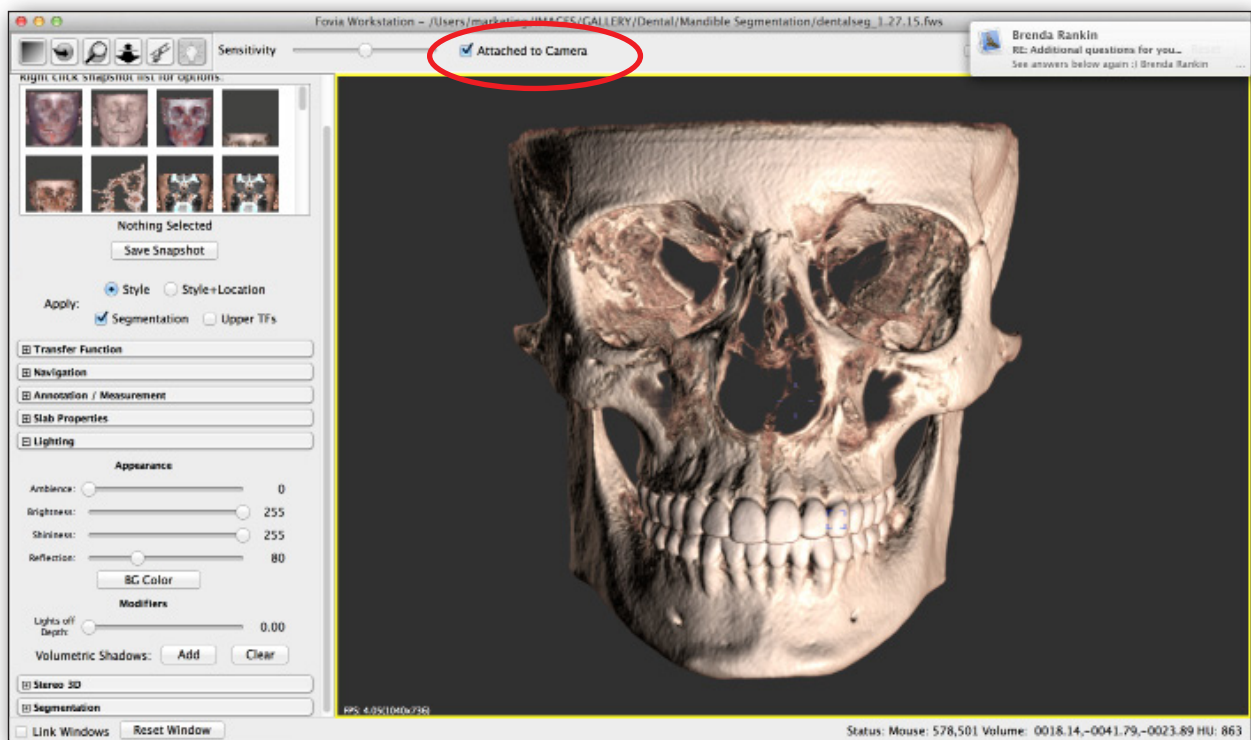 Fovia Workstation – /Users/marketing/IMAGES/GALLERY/Dental/Mandible Segmentation/dentalseg_1.27.15.fws
Brenda Rankin
RE: Additional questions for you...
See answers below again :) Brenda Rankin ...
Sensitivity
Attached to Camera
Right click snapshot list for options.
Nothing Selected
Save Snapshot
Apply:
Style Style+Location
Segmentation Upper TFs
Transfer Function
Navigation
Annotation / Measurement
Slab Properties
Lighting
Appearance
Ambience: 0
Brightness: 255
Shininess: 255
Reflection: 80
BG Color
Modifiers
Lights off
Depth: 0.00
Volumetric Shadows: Add Clear
Stereo 3D
Segmentation
FPS: 4.05(1040x736)
Link Windows Reset Window
Status: Mouse: 578,501 Volume: 0018.14,-0041.79,-0023.89 HU: 863